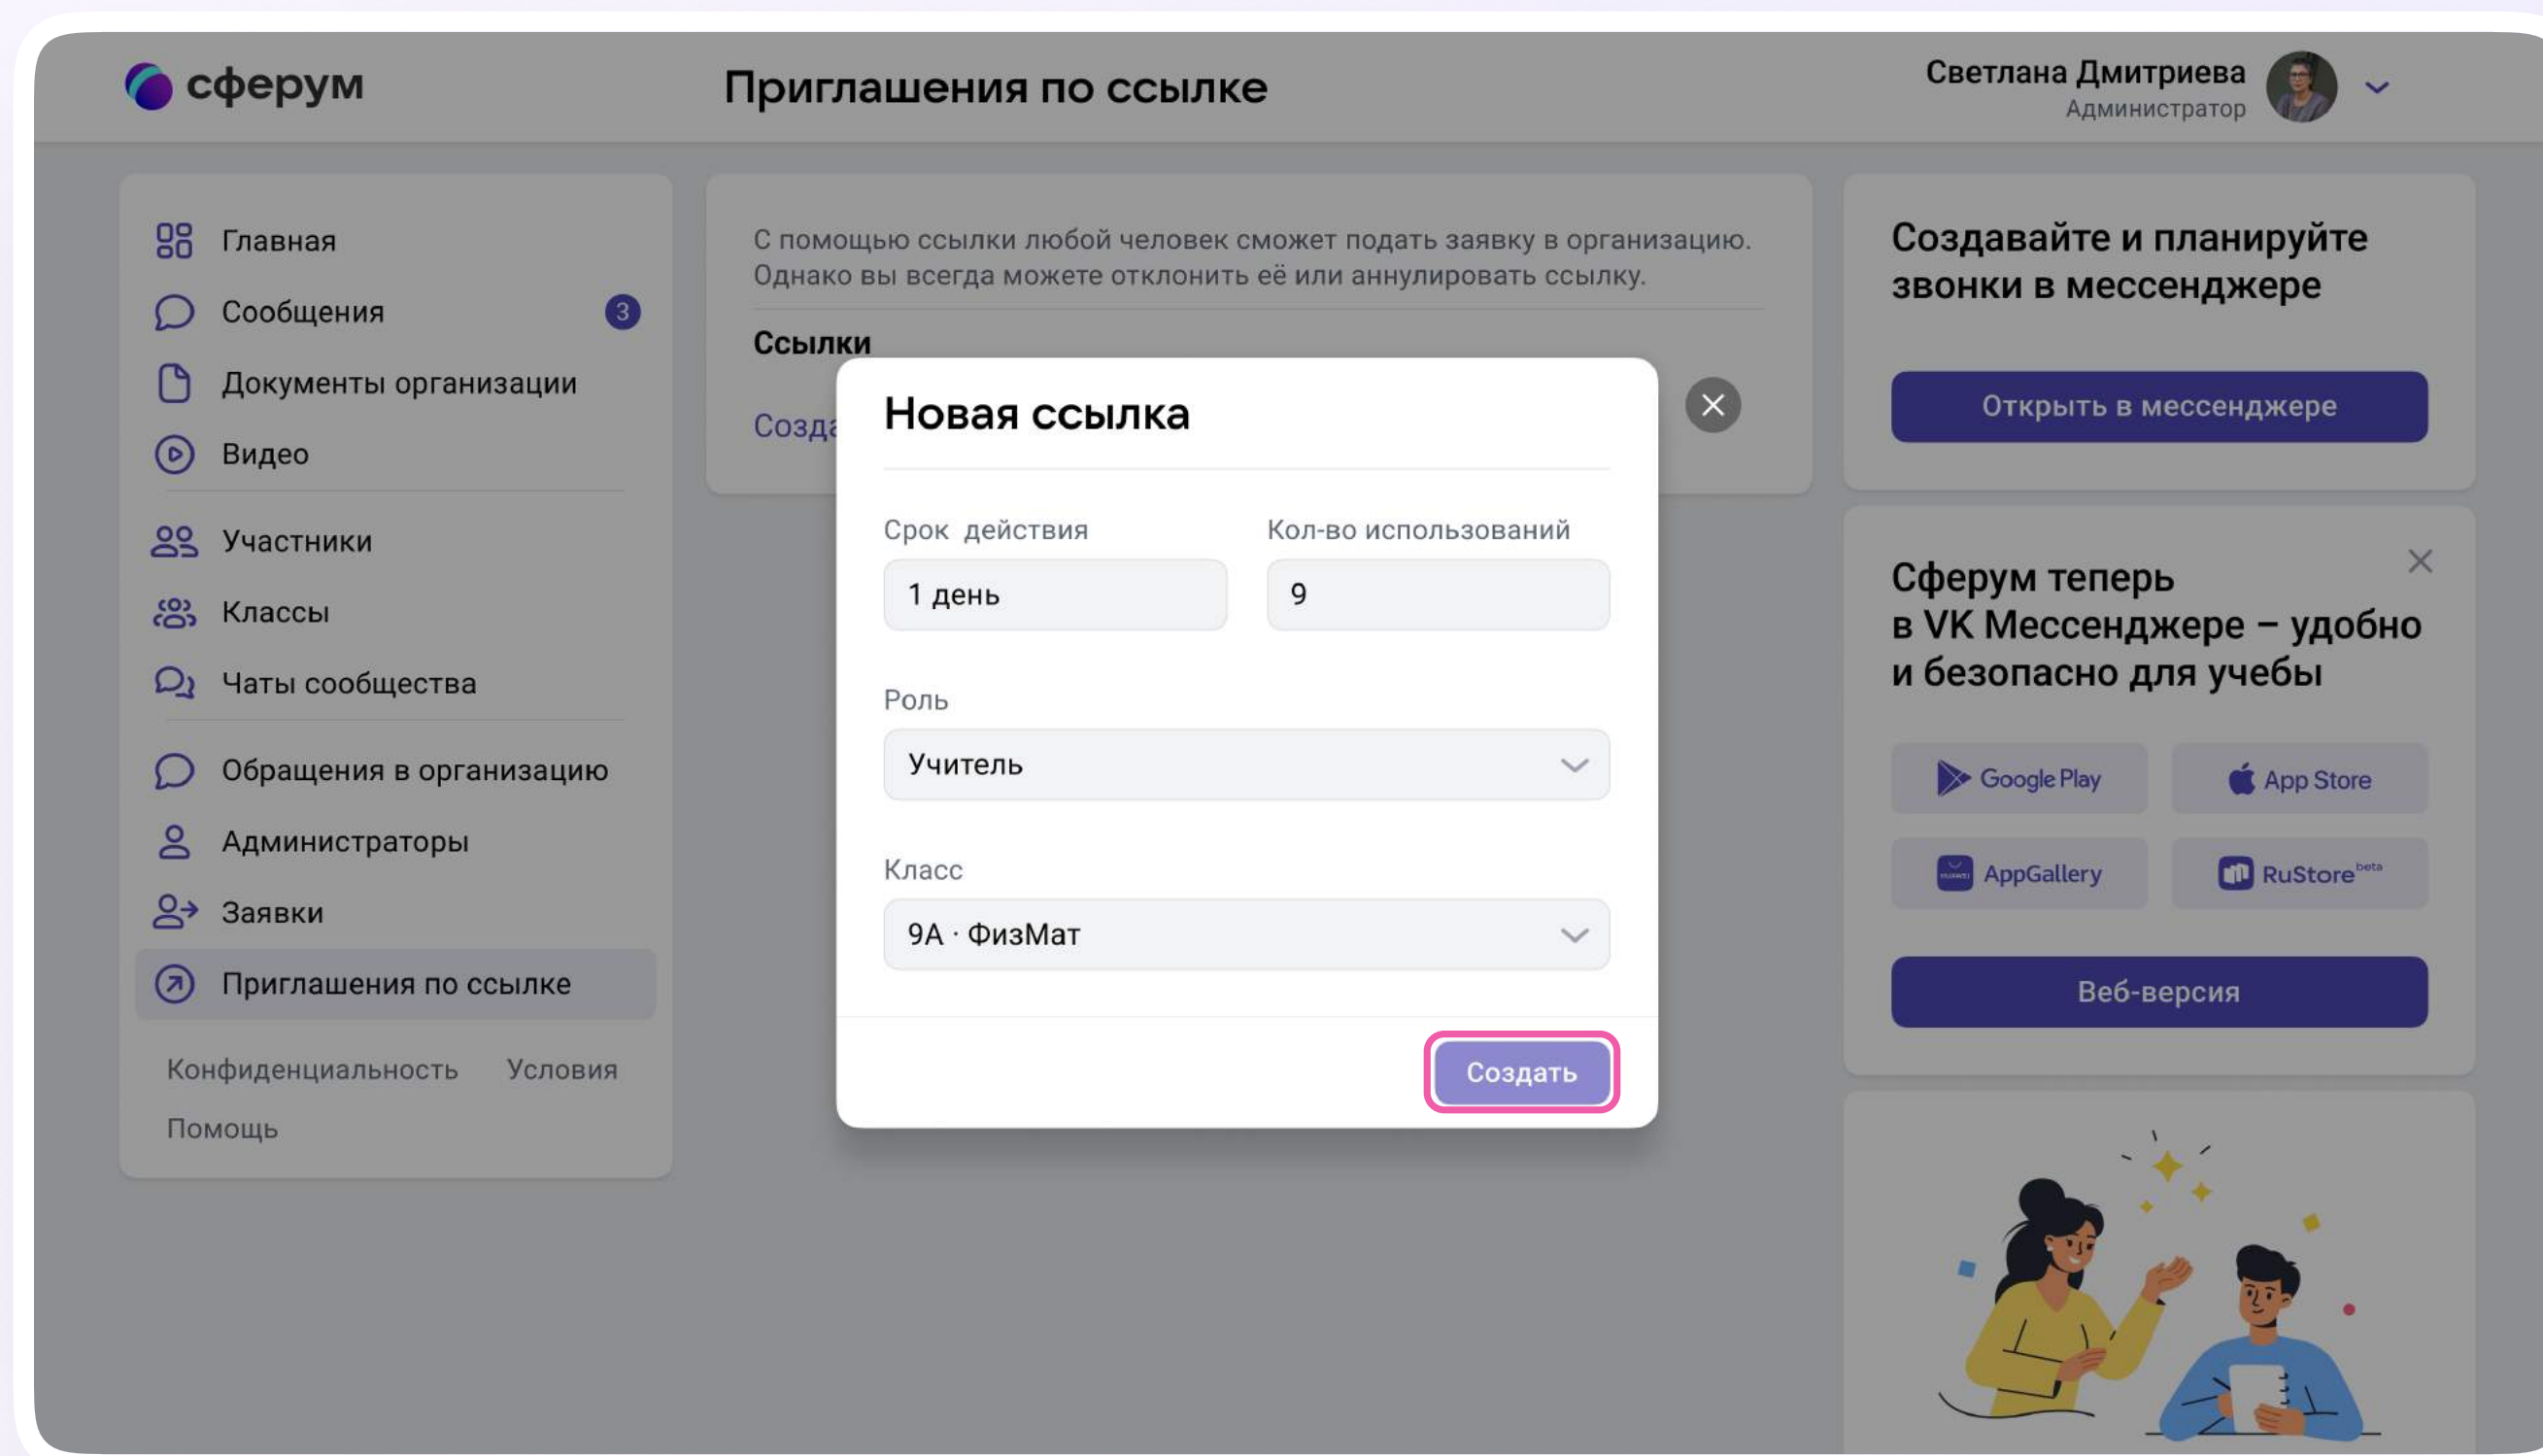 сферум
Приглашения по ссылке
Светлана Дмитриева
Администратор
Главная
Сообщения
3
Документы организации
Видео
Участники
Классы
Чаты сообщества
Обращения в организацию
Администраторы
Заявки
Приглашения по ссылке
Конфиденциальность Условия
Помощь
С помощью ссылки любой человек сможет подать заявку в организацию.
Однако вы всегда можете отклонить её или аннулировать ссылку.
Ссылки
Созда
Новая ссылка
Срок действия
Кол-во использований
1 день
9
Роль
Учитель
Класс
9А · ФизМат
Создать
Создавайте и планируйте
звонки в мессенджере
Открыть в мессенджере
Сферум теперь
в VK Мессенджере – удобно
и безопасно для учебы
Google Play
App Store
HUAWEI AppGallery
RuStore beta
Веб-версия